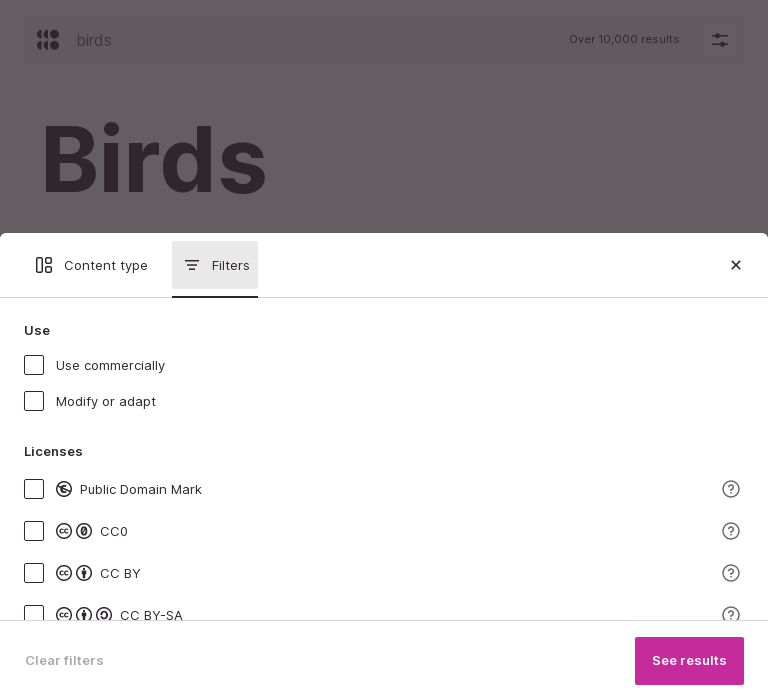 birds
Over 10,000 results
Birds
Content type
Filters
Use
Use commercially
Modify or adapt
Licenses
Public Domain Mark
CC0
CC BY
CC BY-SA
Clear filters
See results